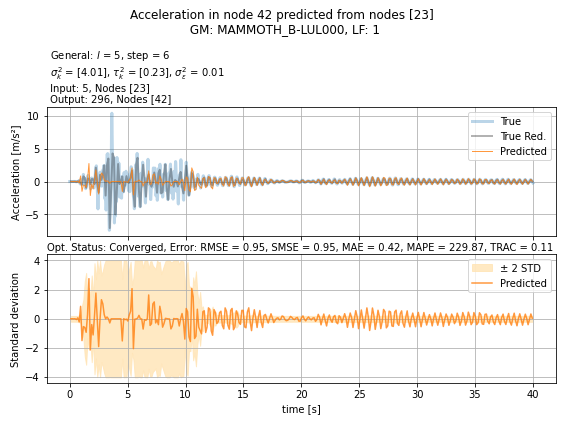 Acceleration in node 42 predicted from nodes [23]
GM: MAMMOTH_B-LUL000, LF: 1
General: l = 5, step = 6
σ²ₖ = [4.01], τ²ₖ = [0.23], σ²ε = 0.01
Input: 5, Nodes [23]
Output: 296, Nodes [42]
Acceleration [m/s²]
10
5
0
−5
True
True Red.
Predicted
Opt. Status: Converged, Error: RMSE = 0.95, SMSE = 0.95, MAE = 0.42, MAPE = 229.87, TRAC = 0.11
Standard deviation
4
2
0
−2
−4
± 2 STD
Predicted
0 5 10 15 20 25 30 35 40
time [s]